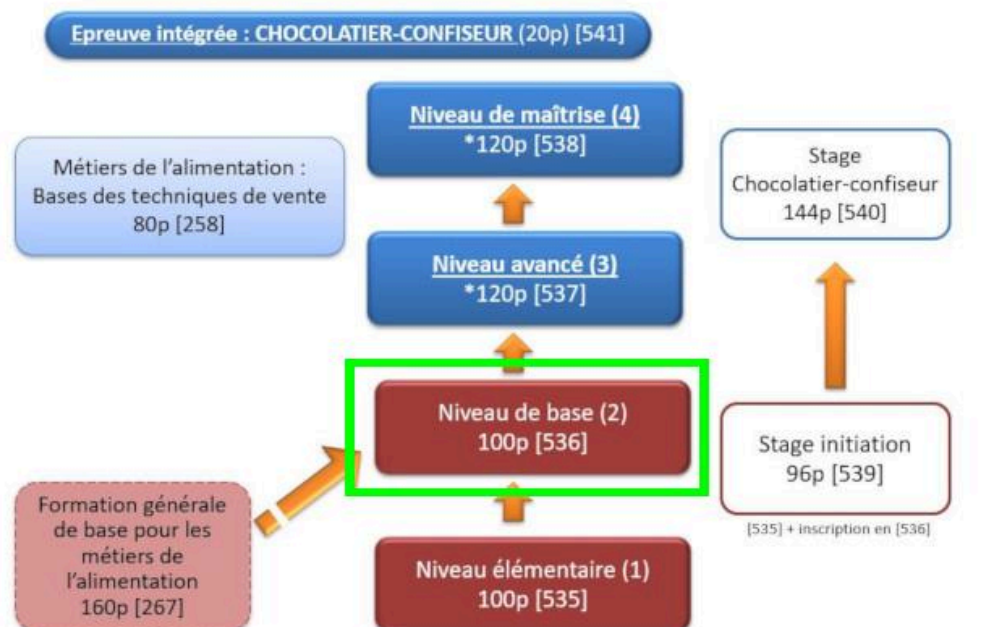 Epreuve intégrée : CHOCOLATIER-CONFISEUR (20p) [541]
Niveau de maîtrise (4)
*120p [538]
Métiers de l'alimentation :
Bases des techniques de vente
80p [258]
Stage
Chocolatier-confiseur
144p [540]
Niveau avancé (3)
*120p [537]
Niveau de base (2)
100p [536]
Stage initiation
96p [539]
[535] + inscription en [536]
Formation générale
de base pour les
métiers de
l'alimentation
160p [267]
Niveau élémentaire (1)
100p [535]